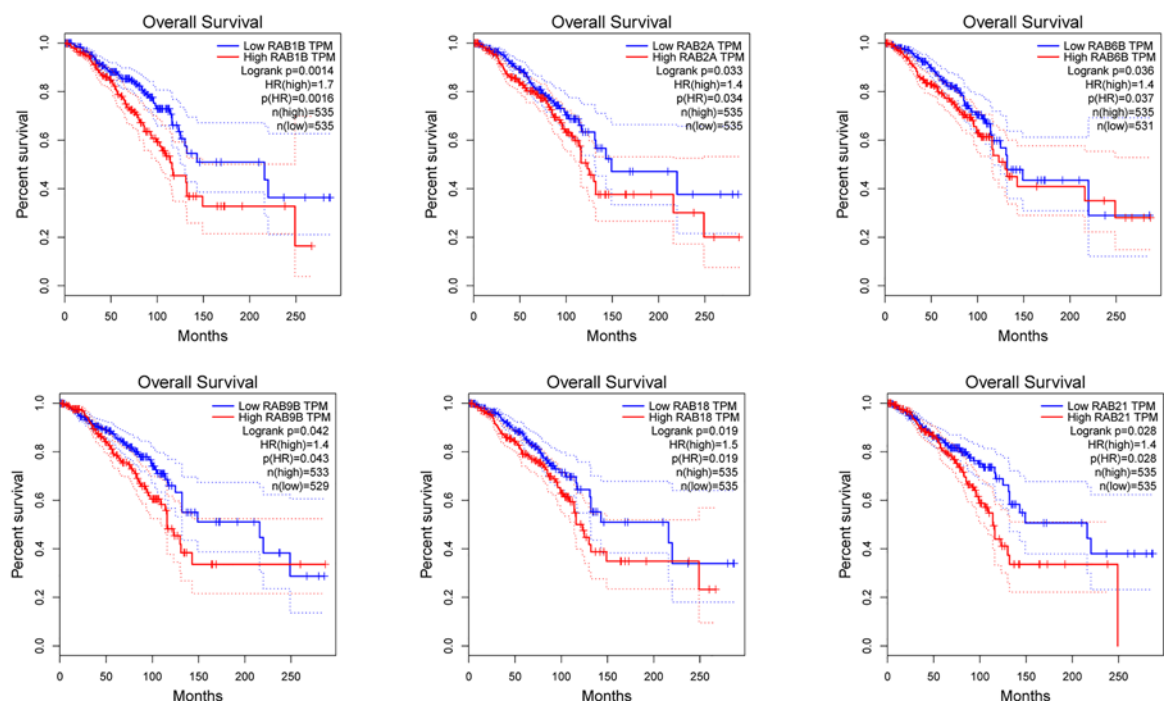 Overall Survival
Low RAB1B TPM
High RAB1B TPM
Logrank p=0.0014
HR(high)=1.7
p(HR)=0.0016
n(high)=535
n(low)=535
Percent survival
0.0 0.2 0.4 0.6 0.8 1.0
0 50 100 150 200 250
Months
Overall Survival
Low RAB2A TPM
High RAB2A TPM
Logrank p=0.033
HR(high)=1.4
p(HR)=0.034
n(high)=535
n(low)=535
Percent survival
0.0 0.2 0.4 0.6 0.8 1.0
0 50 100 150 200 250
Months
Overall Survival
Low RAB6B TPM
High RAB6B TPM
Logrank p=0.036
HR(high)=1.4
p(HR)=0.037
n(high)=535
n(low)=531
Percent survival
0.0 0.2 0.4 0.6 0.8 1.0
0 50 100 150 200 250
Months
Overall Survival
Low RAB9B TPM
High RAB9B TPM
Logrank p=0.042
HR(high)=1.4
p(HR)=0.043
n(high)=533
n(low)=529
Percent survival
0.0 0.2 0.4 0.6 0.8 1.0
0 50 100 150 200 250
Months
Overall Survival
Low RAB18 TPM
High RAB18 TPM
Logrank p=0.019
HR(high)=1.5
p(HR)=0.019
n(high)=535
n(low)=535
Percent survival
0.0 0.2 0.4 0.6 0.8 1.0
0 50 100 150 200 250
Months
Overall Survival
Low RAB21 TPM
High RAB21 TPM
Logrank p=0.028
HR(high)=1.4
p(HR)=0.028
n(high)=535
n(low)=535
Percent survival
0.0 0.2 0.4 0.6 0.8 1.0
0 50 100 150 200 250
Months